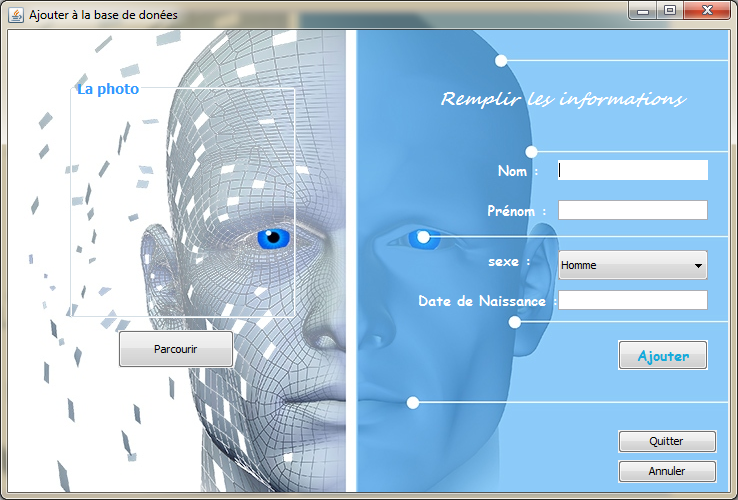 Ajouter à la base de donées
La photo
Parcourir
Remplir les informations
Nom :
Prénom :
sexe :
Homme
Date de Naissance :
Ajouter
Quitter
Annuler